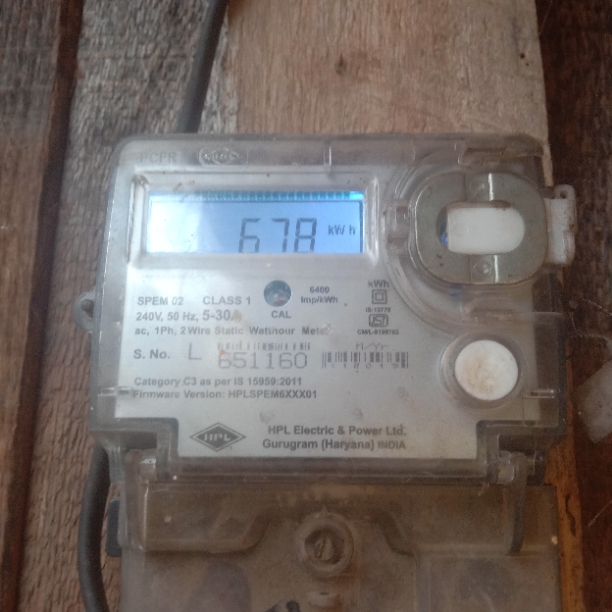 678 kWh
SPEM 02 CLASS 1
6400 Imp/kWh
kWh
240V, 50 Hz, 5-30A
CAL
ac, 1Ph, 2 Wire Static Watthour Meter
S. No. L 651160
Category C3 as per IS 15959:2011
Firmware Version: HPLSPEM6XXX01
HPL
HPL Electric & Power Ltd.
Gurugram (Haryana) INDIA